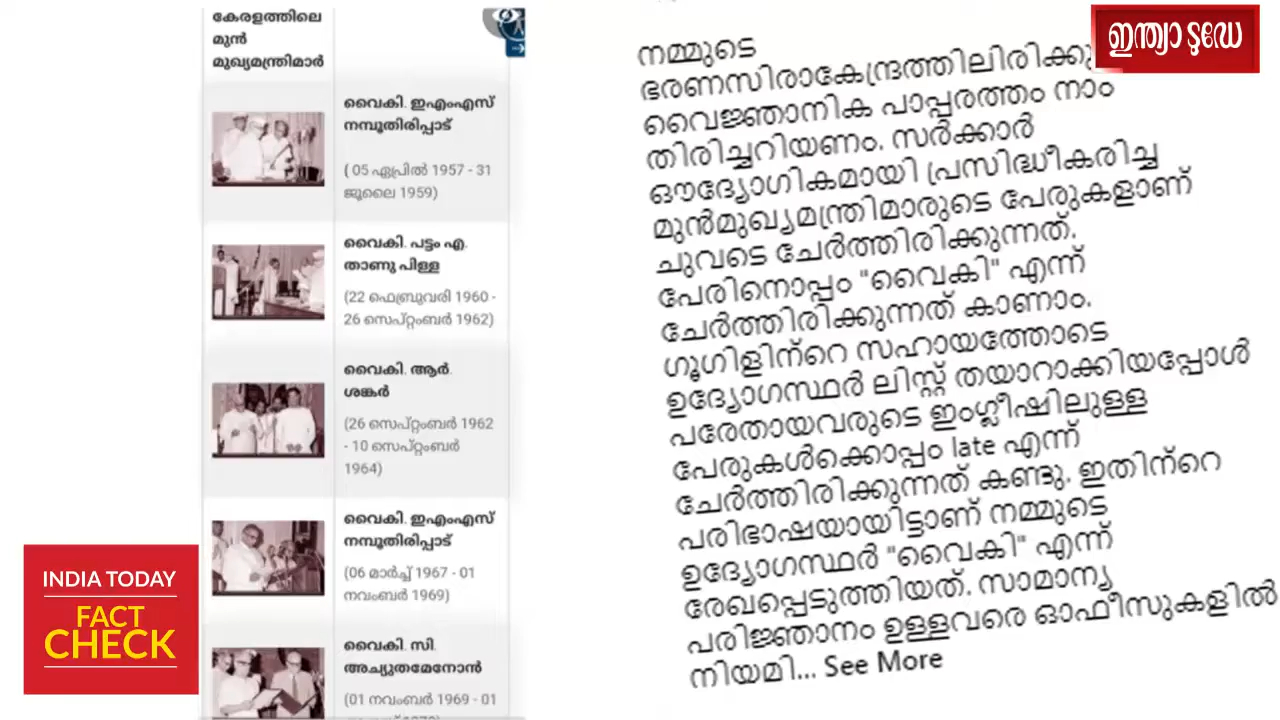 കേരളത്തിലെ
മുൻ
മുഖ്യമന്ത്രിമാർ
വൈകി. ഇഎംഎസ്
നമ്പൂതിരിപ്പാട്
( 05 ഏപ്രിൽ 1957 - 31
ജൂലൈ 1959)
വൈകി. പട്ടം എ.
താണു പിള്ള
(22 ഫെബ്രുവരി 1960 -
26 സെപ്റ്റംബർ 1962)
വൈകി. ആർ.
ശങ്കർ
(26 സെപ്റ്റംബർ 1962
- 10 സെപ്റ്റംബർ
1964)
വൈകി. ഇഎംഎസ്
നമ്പൂതിരിപ്പാട്
(06 മാർച്ച് 1967 - 01
നവംബർ 1969)
വൈകി. സി.
അച്യുതമേനോൻ
(01 നവംബർ 1969 - 01
INDIA TODAY
FACT
CHECK
ഇന്ത്യാ ടുഡേ
നമ്മുടെ
വൈജ്ഞാനിക പാപ്പരത്തം നാം
തിരിച്ചറിയണം. സർക്കാർ
ഔദ്യോഗികമായി പ്രസിദ്ധീകരിച്ച
മുൻമുഖ്യമന്ത്രിമാരുടെ പേരുകളാണ്
ചുവടെ ചേർത്തിരിക്കുന്നത്.
പേരിനൊപ്പം "വൈകി" എന്ന്
ചേർത്തിരിക്കുന്നത് കാണാം.
ഗൂഗിളിന്റെ സഹായത്തോടെ
ഉദ്യോഗസ്ഥർ ലിസ്റ്റ് തയാറാക്കിയപ്പോൾ
പരേതായവരുടെ ഇംഗ്ലീഷിലുള്ള
പേരുകൾക്കൊപ്പം late എന്ന്
ചേർത്തിരിക്കുന്നത് കണ്ടു. ഇതിന്റെ
പരിഭാഷയായിട്ടാണ് നമ്മുടെ
ഉദ്യോഗസ്ഥർ "വൈകി" എന്ന്
രേഖപ്പെടുത്തിയത്. സാമാന്യ
പരിജ്ഞാനം ഉള്ളവരെ ഓഫീസുകളിൽ
നിയമി... See More